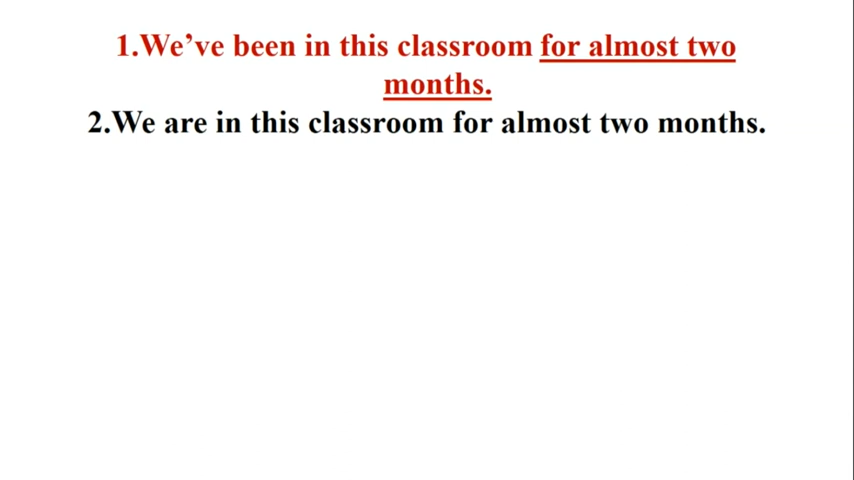 1.We’ve been in this classroom for almost two
months.
2.We are in this classroom for almost two months.